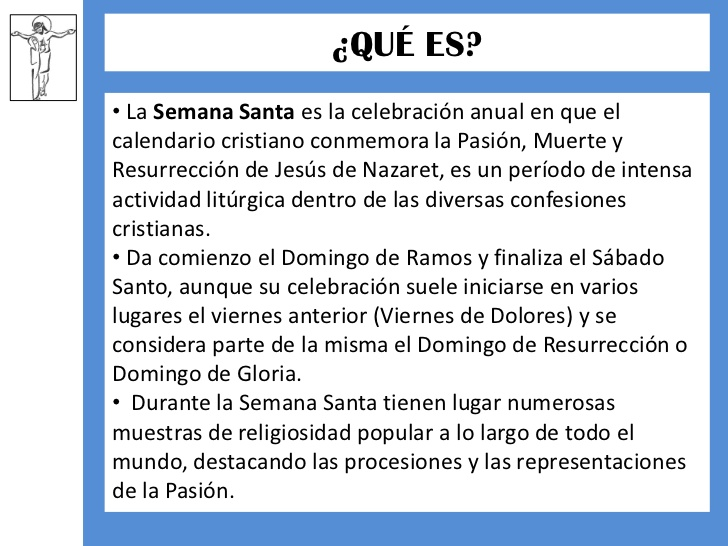 ¿QUÉ ES?
• La Semana Santa es la celebración anual en que el
calendario cristiano conmemora la Pasión, Muerte y
Resurrección de Jesús de Nazaret, es un período de intensa
actividad litúrgica dentro de las diversas confesiones
cristianas.
• Da comienzo el Domingo de Ramos y finaliza el Sábado
Santo, aunque su celebración suele iniciarse en varios
lugares el viernes anterior (Viernes de Dolores) y se
considera parte de la misma el Domingo de Resurrección o
Domingo de Gloria.
• Durante la Semana Santa tienen lugar numerosas
muestras de religiosidad popular a lo largo de todo el
mundo, destacando las procesiones y las representaciones
de la Pasión.